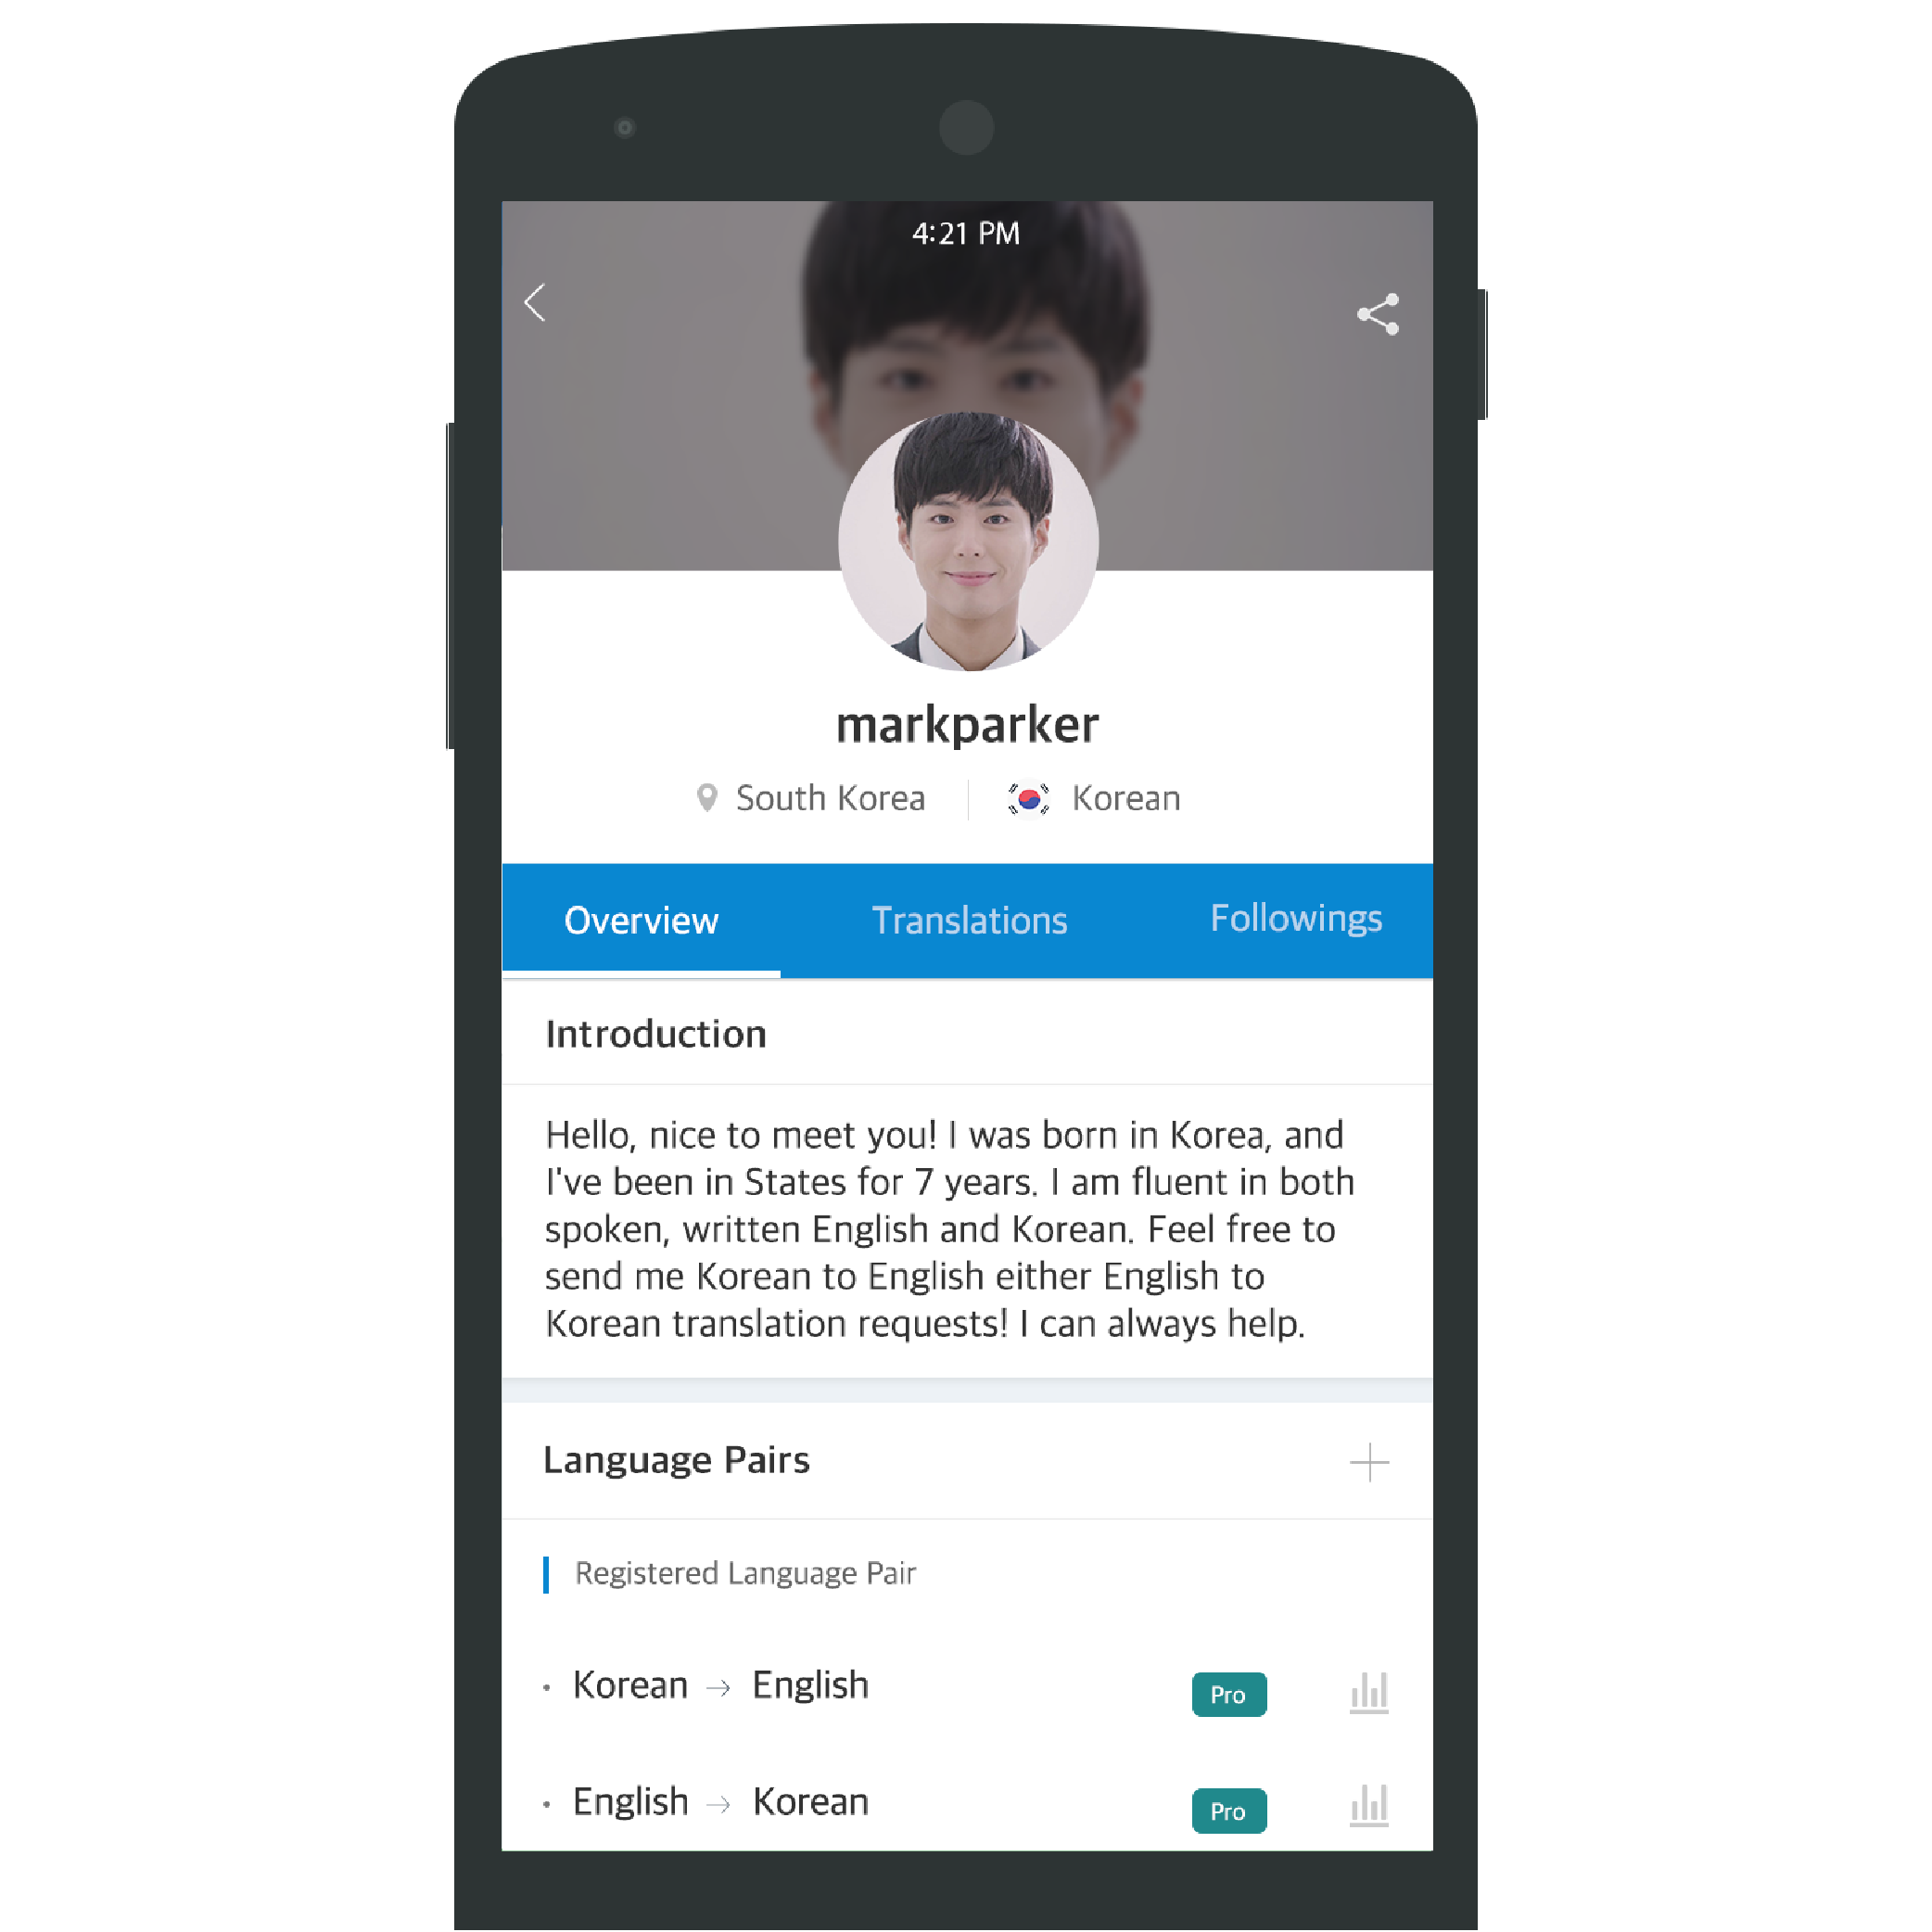 4:21 PM
markparker
South Korea
Korean
Overview
Translations
Followings
Introduction
Hello, nice to meet you! I was born in Korea, and
I've been in States for 7 years. I am fluent in both
spoken, written English and Korean. Feel free to
send me Korean to English either English to
Korean translation requests! I can always help.
Language Pairs
Registered Language Pair
Korean → English
Pro
English → Korean
Pro